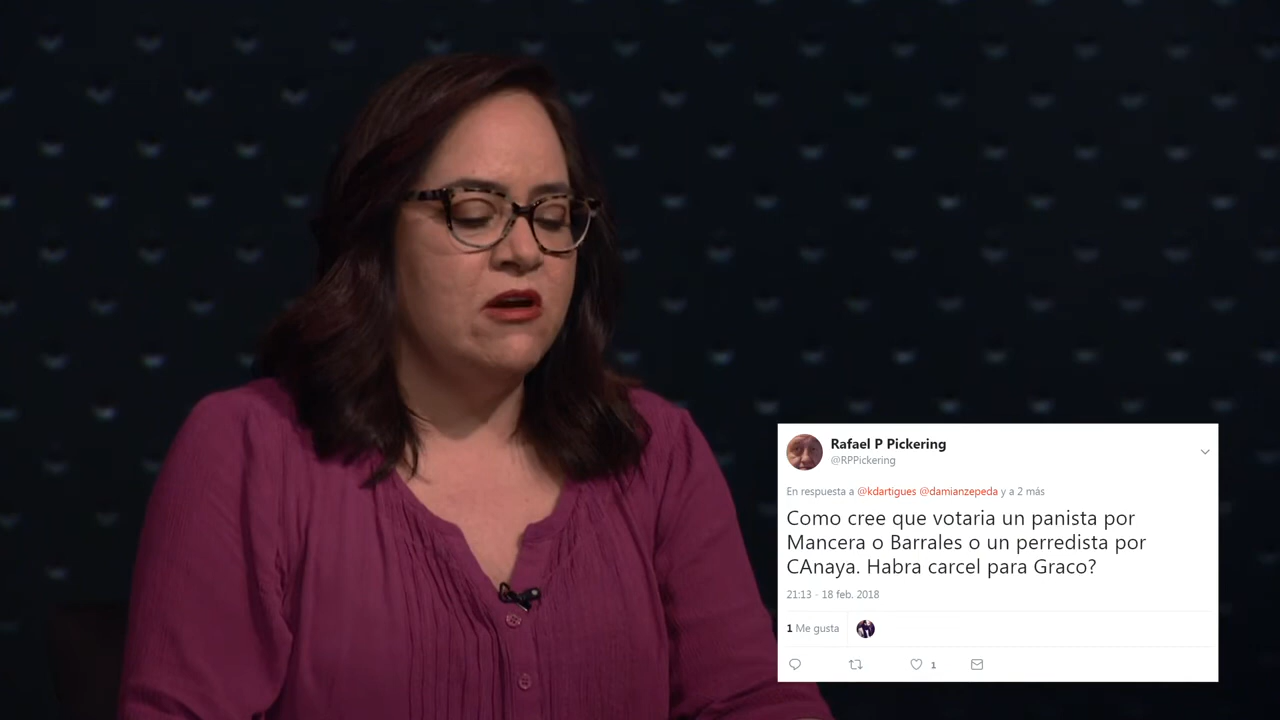 Rafael P Pickering
@RPPickering
En respuesta a @kdartigues @damianzepeda y a 2 más
Como cree que votaria un panista por
Mancera o Barrales o un perredista por
CAnaya. Habra carcel para Graco?
21:13 - 18 feb. 2018
1 Me gusta
1